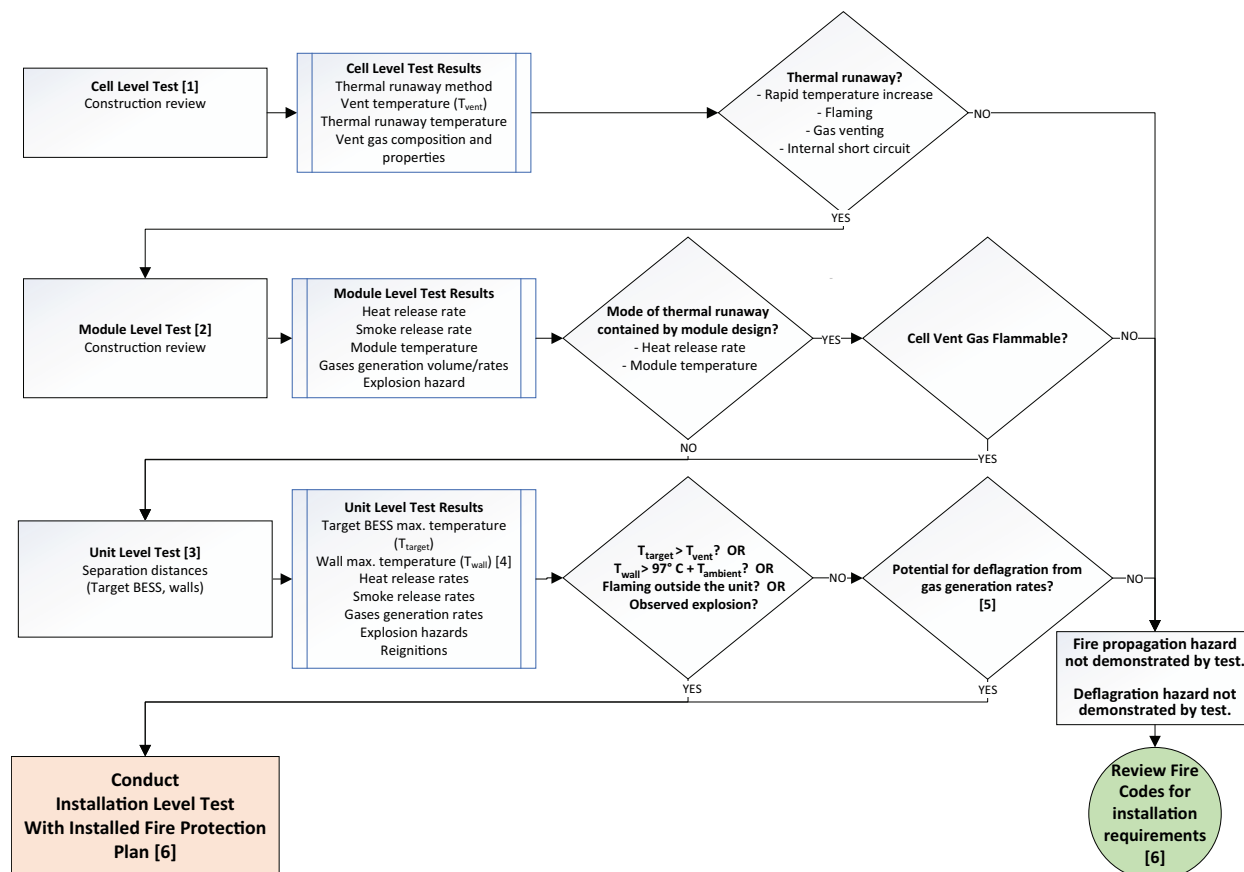 Cell Level Test [1]
Construction review
Cell Level Test Results
Thermal runaway method
Vent temperature (Tvent)
Thermal runaway temperature
Vent gas composition and
properties
Thermal runaway?
- Rapid temperature increase
- Flaming
- Gas venting
- Internal short circuit
NO
YES
Module Level Test [2]
Construction review
Module Level Test Results
Heat release rate
Smoke release rate
Module temperature
Gases generation volume/rates
Explosion hazard
Mode of thermal runaway
contained by module design?
- Heat release rate
- Module temperature
YES
Cell Vent Gas Flammable?
NO
NO
YES
Unit Level Test [3]
Separation distances
(Target BESS, walls)
Unit Level Test Results
Target BESS max. temperature
(Ttarget)
Wall max. temperature (Twall) [4]
Heat release rates
Smoke release rates
Gases generation rates
Explosion hazards
Reignitions
Ttarget > Tvent? OR
Twall > 97° C + Tambient? OR
Flaming outside the unit? OR
Observed explosion?
NO
Potential for deflagration from
gas generation rates?
[5]
NO
YES
YES
Fire propagation hazard
not demonstrated by test.
Deflagration hazard not
demonstrated by test.
Conduct
Installation Level Test
With Installed Fire Protection
Plan [6]
Review Fire
Codes for
installation
requirements
[6]